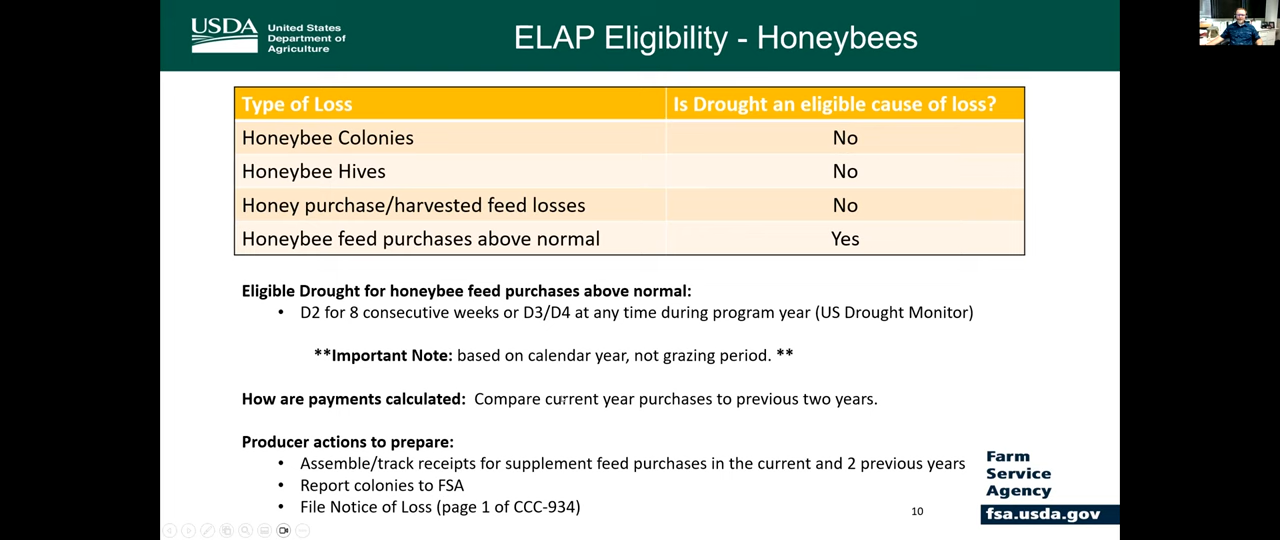 USDA
United States
Department of
Agriculture
ELAP Eligibility - Honeybees
Type of Loss
Is Drought an eligible cause of loss?
Honeybee Colonies
No
Honeybee Hives
No
Honey purchase/harvested feed losses
No
Honeybee feed purchases above normal
Yes
Eligible Drought for honeybee feed purchases above normal:
• D2 for 8 consecutive weeks or D3/D4 at any time during program year (US Drought Monitor)
**Important Note: based on calendar year, not grazing period. **
How are payments calculated: Compare current year purchases to previous two years.
Producer actions to prepare:
• Assemble/track receipts for supplement feed purchases in the current and 2 previous years
• Report colonies to FSA
• File Notice of Loss (page 1 of CCC-934)
10
Farm
Service
Agency
fsa.usda.gov